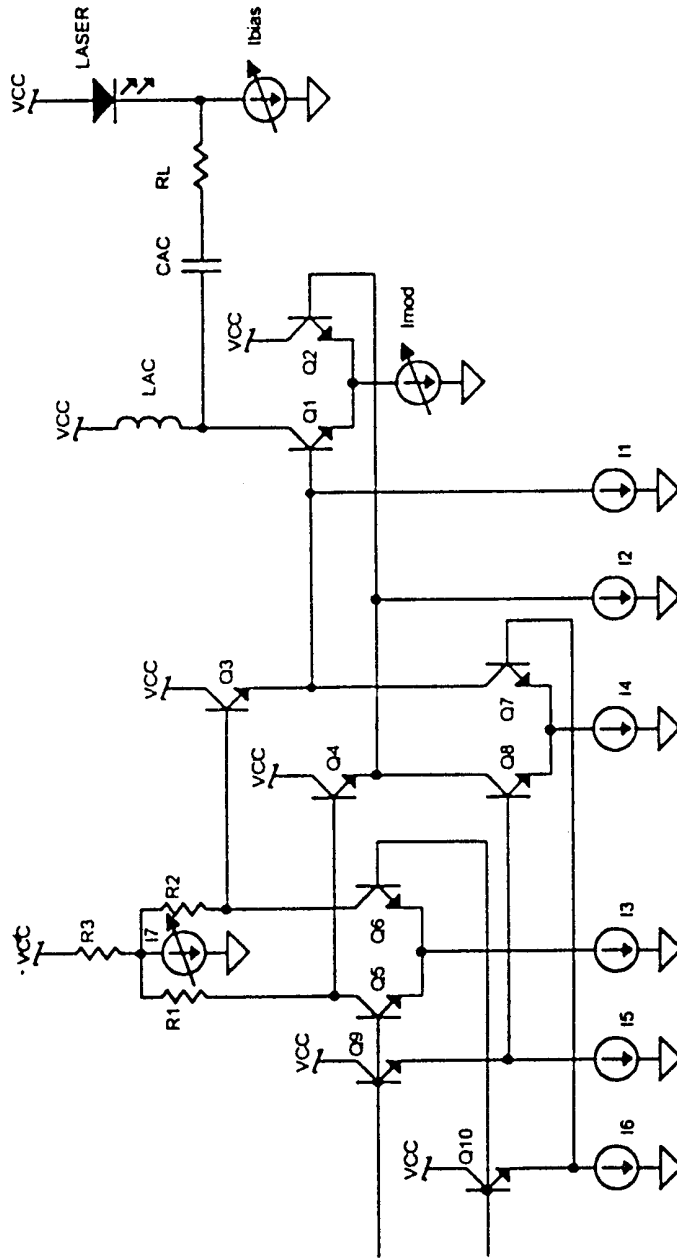 VCC
LASER
Ibias
RL
CAC
LAC
VCC
Q1
VCC
Q2
Imod
I1
I2
VCC
Q3
Q7
I4
VCC
Q4
Q8
VCC
R3
R2
I7
R1
Q6
Q5
I3
VCC
Q9
I5
VCC
Q10
I6